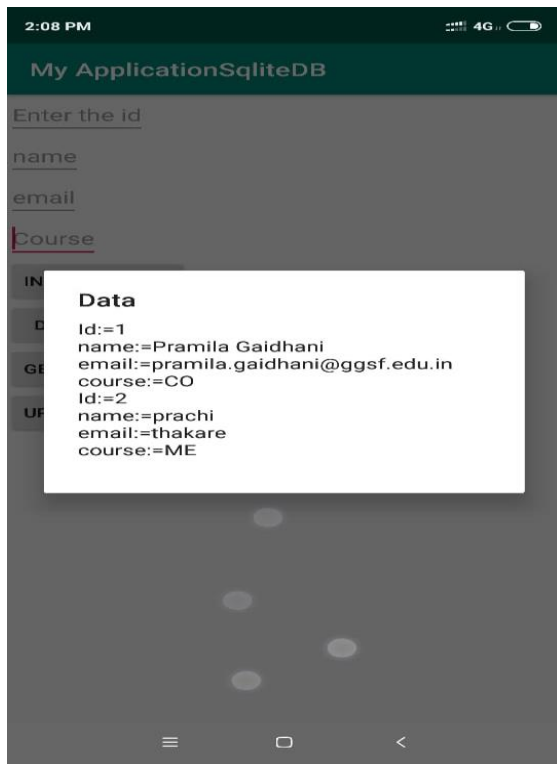 2:08 PM 4G
My ApplicationSqliteDB
Enter the id
name
email
Course
IN
D
GE
UP
Data
Id:=1
name:=Pramila Gaidhani
email:=pramila.gaidhani@ggsf.edu.in
course:=CO
Id:=2
name:=prachi
email:=thakare
course:=ME